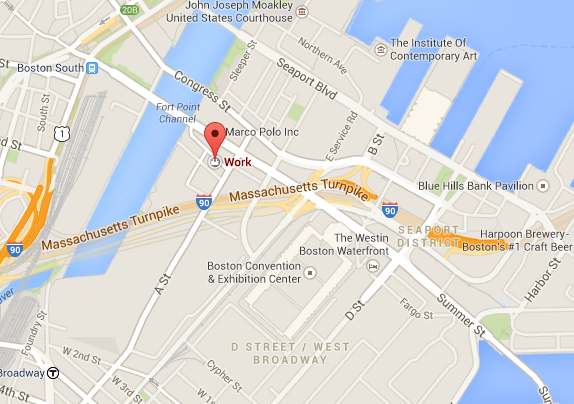 John Joseph Moakley
United States Courthouse
20B
The Institute Of
Contemporary Art
Northern Ave
Sleeper St
Seaport Blvd
Boston South
Congress St
Fort Point
Channel
South St
1
Marco Polo Inc
E Service Rd
B St
Work
Massachusetts Turnpike
90
Blue Hills Bank Pavilion
90
Massachusetts Turnpike
90
SEAPORT
DISTRICT
Harpoon Brewery-
Boston's #1 Craft Beer
The Westin
Boston Waterfront
Boston Convention
& Exhibition Center
A St
D St
Harbor St
Fargo St
Summer St
Foundry St
D STREET / WEST
BROADWAY
W 2nd St
Cypher St
Broadway
T
W 3rd St
4th St